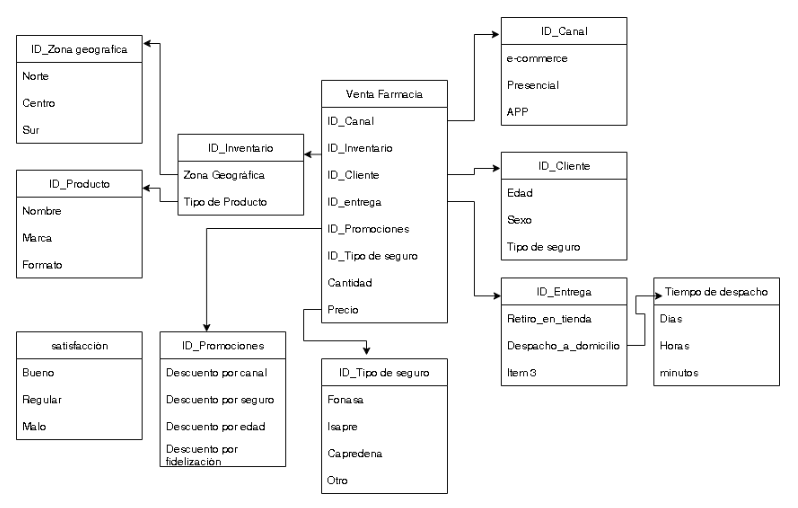 ID_Zona geografica
Norte
Centro
Sur
ID_Producto
Nombre
Marca
Formato
satisfacción
Bueno
Regular
Malo
ID_Inventario
Zona Geográfica
Tipo de Producto
ID_Promociones
Descuento por canal
Descuento por seguro
Descuento por edad
Descuento por
fidelización
Venta Farmacia
ID_Canal
ID_Inventario
ID_Cliente
ID_entrega
ID_Promociones
ID_Tipo de seguro
Cantidad
Precio
ID_Tipo de seguro
Fonasa
Isapre
Capredena
Otro
ID_Canal
e-commerce
Presencial
APP
ID_Cliente
Edad
Sexo
Tipo de seguro
ID_Entrega
Retiro_en_tienda
Despacho_a_domicilio
Item 3
Tiempo de despacho
Dias
Horas
minutos